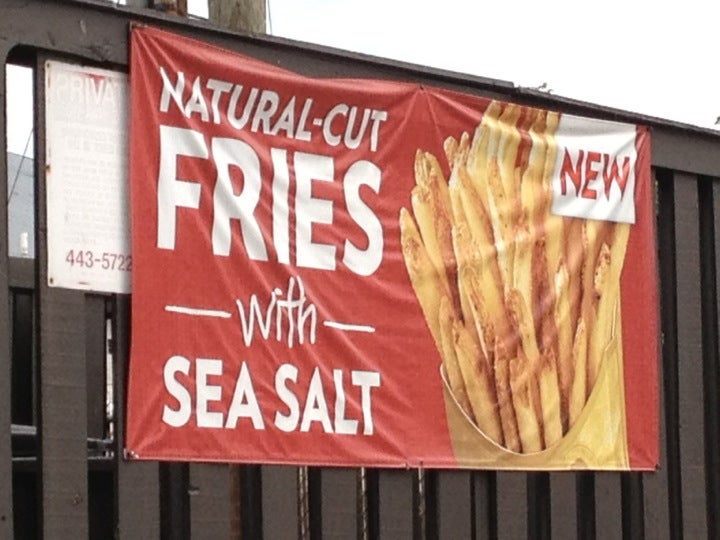 NATURAL-CUT
FRIES
with
SEA SALT
NEW
443-5722